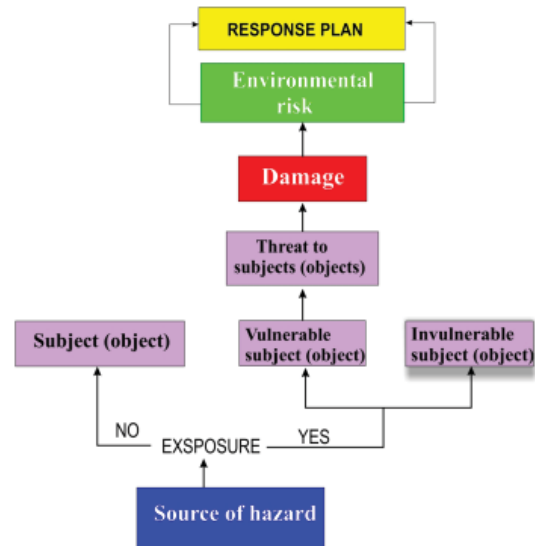 RESPONSE PLAN
Environmental
risk
Damage
Threat to
subjects (objects)
Subject (object)
Vulnerable
subject (object)
Invulnerable
subject (object)
NO
EXSPOSURE
YES
Source of hazard